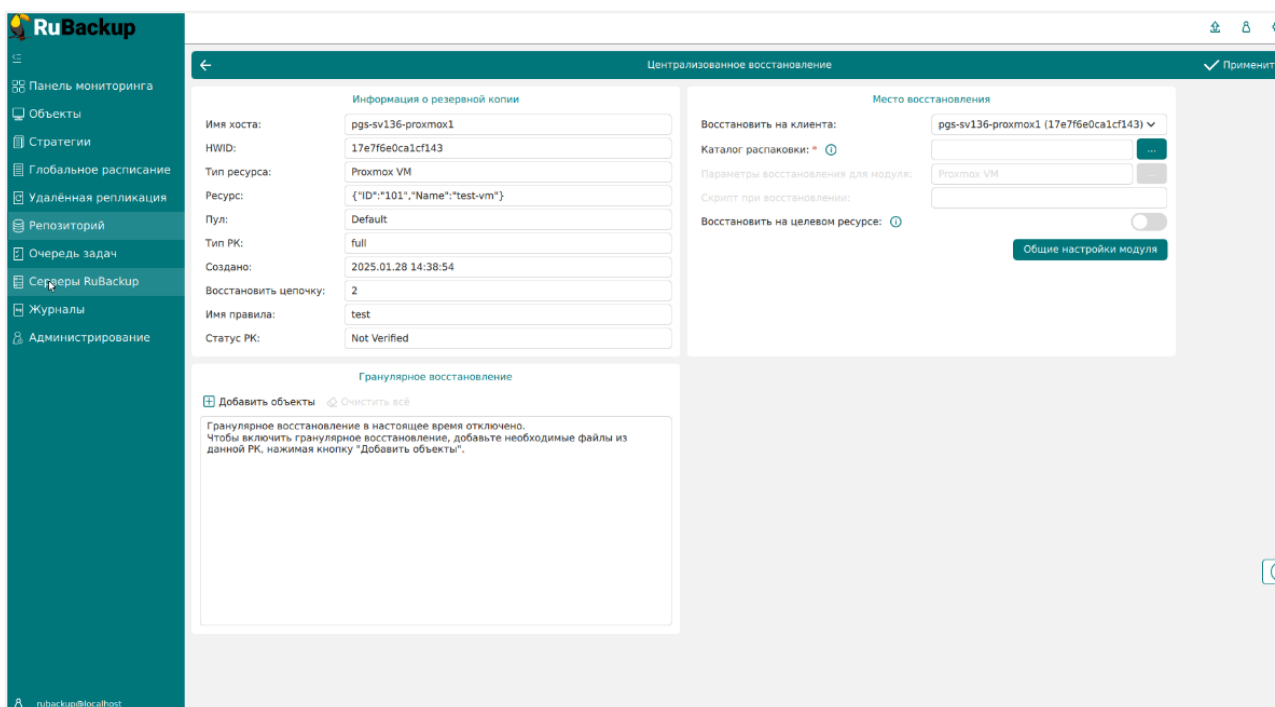 RuBackup
Панель мониторинга
Объекты
Стратегии
Глобальное расписание
Удалённая репликация
Репозиторий
Очередь задач
Серверы RuBackup
Журналы
Администрирование
rubackup@localhost
Централизованное восстановление
Применит
Информация о резервной копии
Имя хоста: pgs-sv136-proxmox1
HWID: 17e7f6e0ca1cf143
Тип ресурса: Proxmox VM
Ресурс: {"ID":"101","Name":"test-vm"}
Пул: Default
Тип РК: full
Создано: 2025.01.28 14:38:54
Восстановить цепочку: 2
Имя правила: test
Статус РК: Not Verified
Место восстановления
Восстановить на клиента: pgs-sv136-proxmox1 (17e7f6e0ca1cf143)
Каталог распаковки: * ...
Параметры восстановления для модуля: Proxmox VM ...
Скрипт при восстановлении:
Восстановить на целевом ресурсе:
Общие настройки модуля
Гранулярное восстановление
Добавить объекты Очистить всё
Гранулярное восстановление в настоящее время отключено.
Чтобы включить гранулярное восстановление, добавьте необходимые файлы из
данной РК, нажимая кнопку "Добавить объекты".